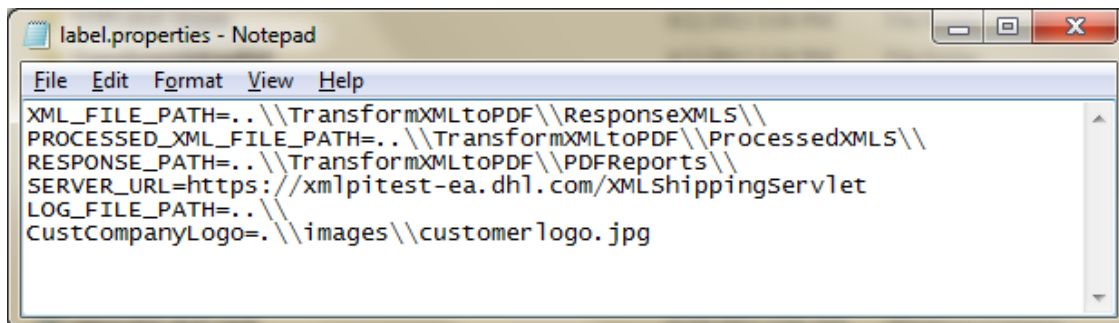 label.properties - Notepad
File Edit Format View Help
XML_FILE_PATH=..\\TransformXMLtoPDF\\ResponseXMLS\\
PROCESSED_XML_FILE_PATH=..\\TransformXMLtoPDF\\ProcessedXMLS\\
RESPONSE_PATH=..\\TransformXMLtoPDF\\PDFReports\\
SERVER_URL=https://xmlpitest-ea.dhl.com/XMLShippingServlet
LOG_FILE_PATH=..\\
CustCompanyLogo=.\\images\\customerlogo.jpg